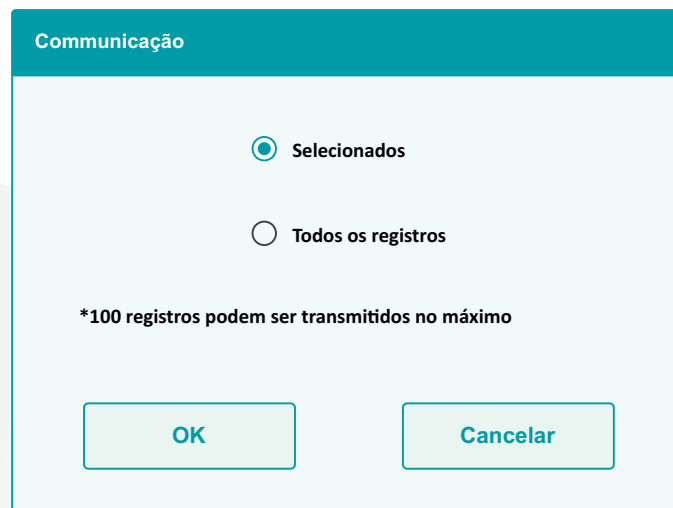 Communicação
Selecionados
Todos os registros
*100 registros podem ser transmitidos no máximo
OK
Cancelar